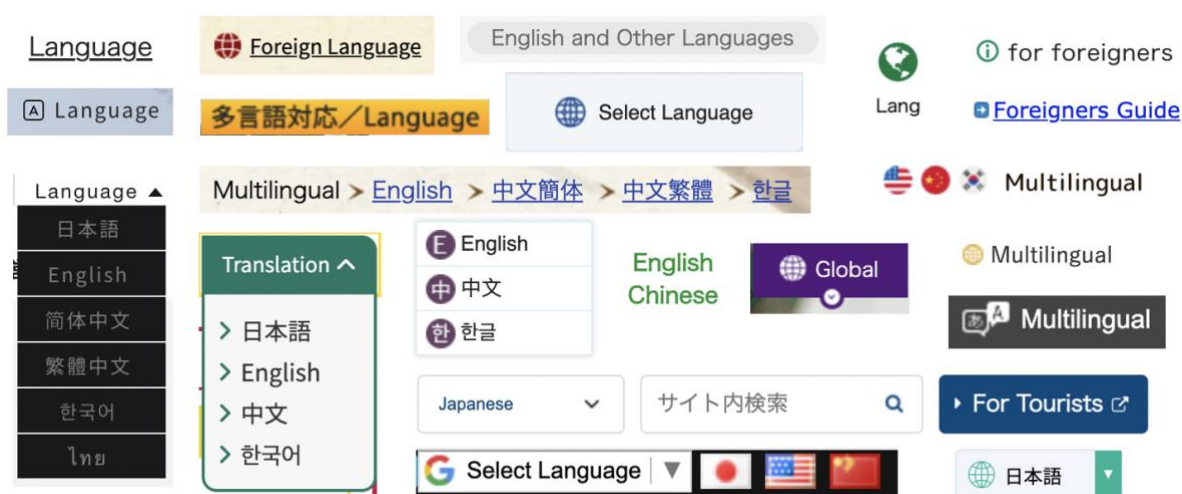 Language
Foreign Language
English and Other Languages
Lang
for foreigners
A Language
多言語対応／Language
Select Language
Foreigners Guide
Language ▲
日本語
English
简体中文
繁體中文
한국어
ไทย
Multilingual > English > 中文簡体 > 中文繁體 > 한글
Multilingual
Translation
> 日本語
> English
> 中文
> 한국어
E English
中 中文
한 한글
English
Chinese
Global
Multilingual
あ A Multilingual
Japanese
サイト内検索
For Tourists
G Select Language ▼
日本語 ▼